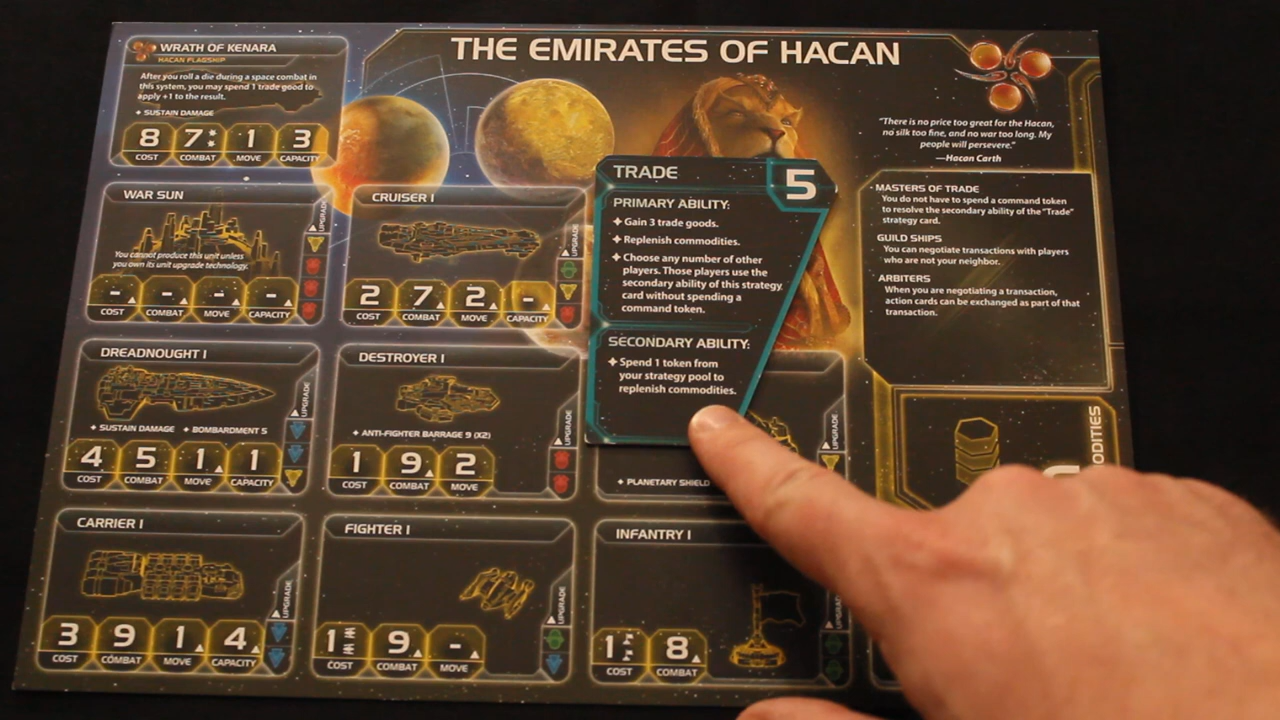 THE EMIRATES OF HACAN
WRATH OF KENARA
HACAN FLAGSHIP
After you roll a die during a space combat in
this system, you may spend 1 trade good to
apply +1 to the result.
SUSTAIN DAMAGE
8 7 1 3
COST COMBAT MOVE CAPACITY
"There is no price too great for the Hacan,
no silk too fine, and no war too long. My
people will persevere."
—Hacan Carth
WAR SUN
You cannot produce this unit unless
you own its unit upgrade technology.
UPGRADE
- - - -
COST COMBAT MOVE CAPACITY
CRUISER I
UPGRADE
2 7 2 -
COST COMBAT MOVE CAPACITY
TRADE
5
PRIMARY ABILITY:
Gain 3 trade goods.
Replenish commodities.
Choose any number of other
players. Those players use the
secondary ability of this strategy
card without spending a
command token.
SECONDARY ABILITY:
Spend 1 token from
your strategy pool to
replenish commodities.
MASTERS OF TRADE
You do not have to spend a command token
to resolve the secondary ability of the "Trade"
strategy card.
GUILD SHIPS
You can negotiate transactions with players
who are not your neighbor.
ARBITERS
When you are negotiating a transaction,
action cards can be exchanged as part of that
transaction.
DREADNOUGHT I
UPGRADE
SUSTAIN DAMAGE BOMBARDMENT 5
4 5 1 1
COST COMBAT MOVE CAPACITY
DESTROYER I
UPGRADE
ANTI-FIGHTER BARRAGE 9 (X2)
1 9 2
COST COMBAT MOVE
UPGRADE
PLANETARY SHIELD
CARRIER I
UPGRADE
3 9 1 4
COST COMBAT MOVE CAPACITY
FIGHTER I
UPGRADE
1 9 -
COST COMBAT MOVE
INFANTRY I
1 8
COST COMBAT